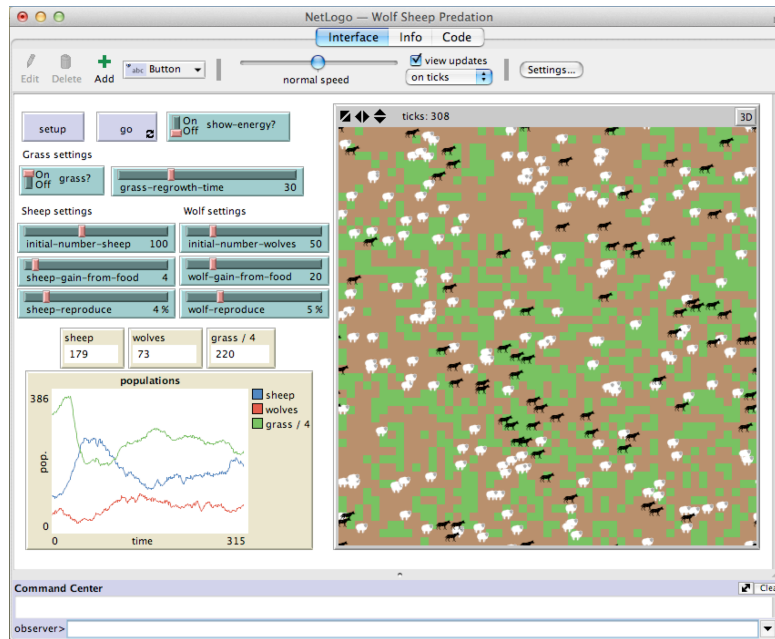 NetLogo — Wolf Sheep Predation
Interface Info Code
Edit Delete Add abc Button normal speed view updates on ticks Settings...
setup go On Off show-energy? ticks: 308 3D
Grass settings
On Off grass? grass-regrowth-time 30
Sheep settings Wolf settings
initial-number-sheep 100 initial-number-wolves 50
sheep-gain-from-food 4 wolf-gain-from-food 20
sheep-reproduce 4 % wolf-reproduce 5 %
sheep wolves grass / 4
179 73 220
populations
386 sheep
wolves
grass / 4
pop.
0
0 time 315
Command Center Clea
observer>